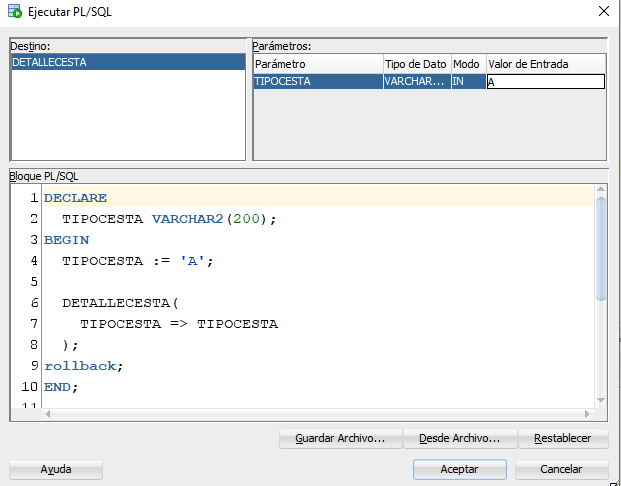 Ejecutar PL/SQL
Destino:
DETALLECESTA
Parámetros:
Parámetro Tipo de Dato Modo Valor de Entrada
TIPOCESTA VARCHAR... IN A
Bloque PL/SQL
1 DECLARE
2 TIPOCESTA VARCHAR2(200);
3 BEGIN
4 TIPOCESTA := 'A';
5
6 DETALLECESTA(
7 TIPOCESTA => TIPOCESTA
8 );
9 rollback;
10 END;
11
Guardar Archivo... Desde Archivo... Restablecer
Ayuda Aceptar Cancelar